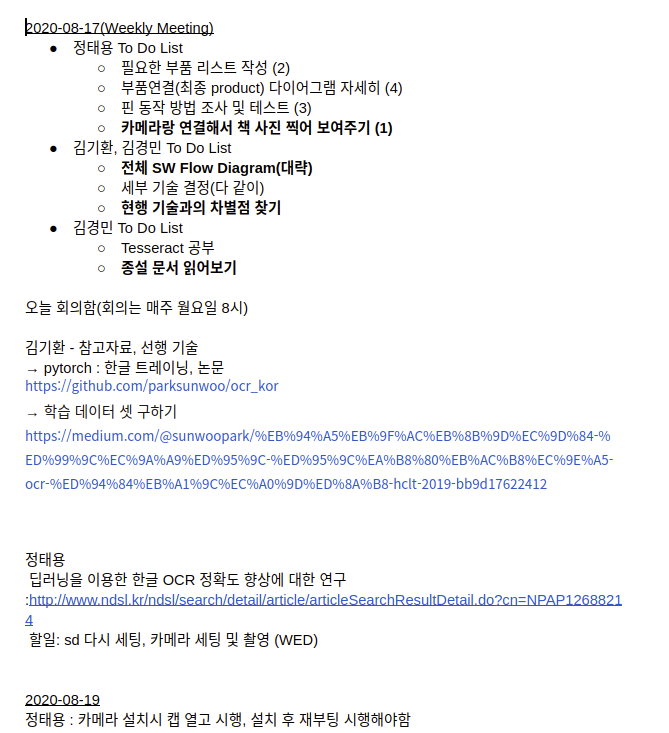 2020-08-17(Weekly Meeting)
● 정태용 To Do List
○ 필요한 부품 리스트 작성 (2)
○ 부품연결(최종 product) 다이어그램 자세히 (4)
○ 핀 동작 방법 조사 및 테스트 (3)
○ 카메라랑 연결해서 책 사진 찍어 보여주기 (1)
● 김기환, 김경민 To Do List
○ 전체 SW Flow Diagram(대략)
○ 세부 기술 결정(다 같이)
○ 현행 기술과의 차별점 찾기
● 김경민 To Do List
○ Tesseract 공부
○ 종설 문서 읽어보기
오늘 회의함(회의는 매주 월요일 8시)
김기환 - 참고자료, 선행 기술
→ pytorch : 한글 트레이닝, 논문
https://github.com/parksunwoo/ocr_kor
→ 학습 데이터 셋 구하기
https://medium.com/@sunwoopark/%EB%94%A5%EB%9F%AC%EB%8B%9D%EC%9D%84-%
ED%99%9C%EC%9A%A9%ED%95%9C-%ED%95%9C%EA%B8%80%EB%AC%B8%EC%9E%A5-
ocr-%ED%94%84%EB%A1%9C%EC%A0%9D%ED%8A%B8-hclt-2019-bb9d17622412
정태용
딥러닝을 이용한 한글 OCR 정확도 향상에 대한 연구
:http://www.ndsl.kr/ndsl/search/detail/article/articleSearchResultDetail.do?cn=NPAP1268821
4
할일: sd 다시 세팅, 카메라 세팅 및 촬영 (WED)
2020-08-19
정태용 : 카메라 설치시 캡 열고 시행, 설치 후 재부팅 시행해야함